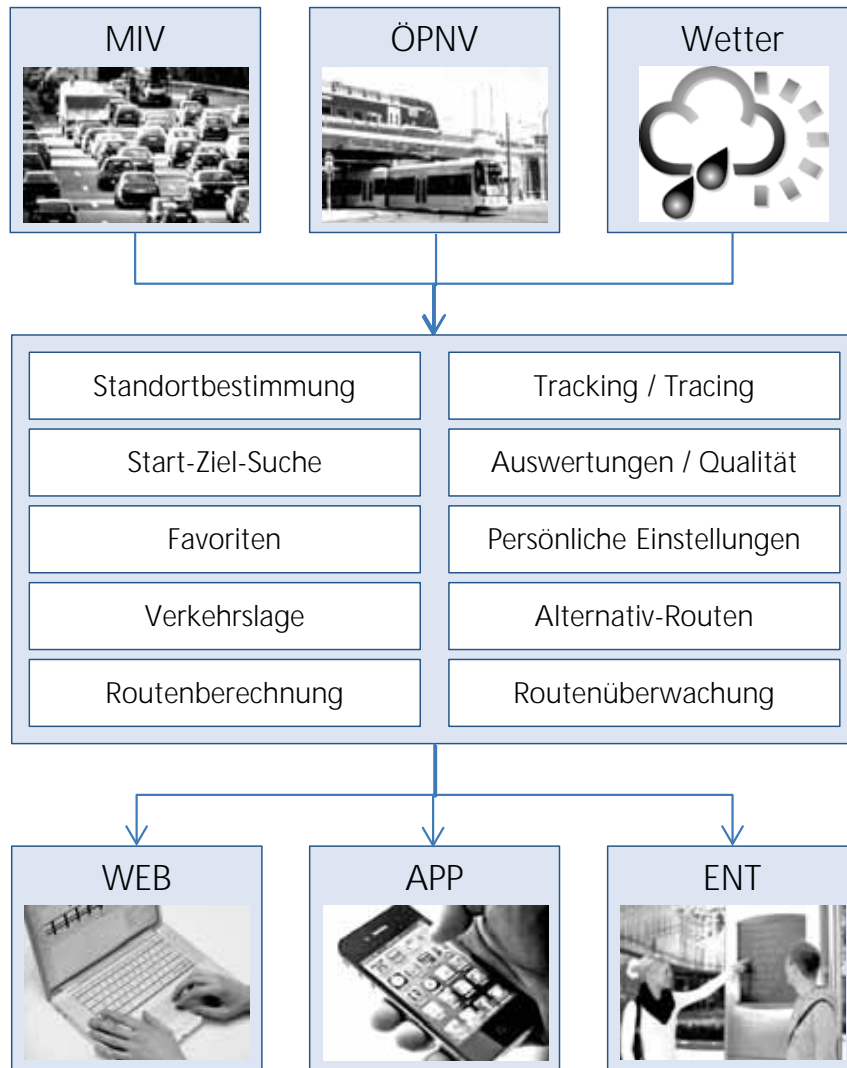 MIV
ÖPNV
Wetter
Standortbestimmung
Tracking / Tracing
Start-Ziel-Suche
Auswertungen / Qualität
Favoriten
Persönliche Einstellungen
Verkehrslage
Alternativ-Routen
Routenberechnung
Routenüberwachung
WEB
APP
ENT